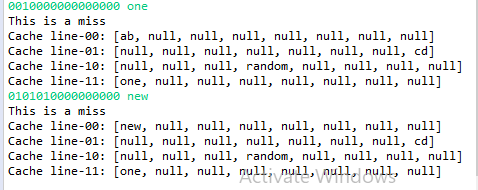 0010000000000000 one
This is a miss
Cache line-00: [ab, null, null, null, null, null, null, null]
Cache line-01: [null, null, null, null, null, null, null, cd]
Cache line-10: [null, null, null, random, null, null, null, null]
Cache line-11: [one, null, null, null, null, null, null, null]
0101010000000000 new
This is a miss
Cache line-00: [new, null, null, null, null, null, null, null]
Cache line-01: [null, null, null, null, null, null, null, cd]
Cache line-10: [null, null, null, random, null, null, null, null]
Cache line-11: [one, null, null, null, null, null, null, null]
Activate Windows